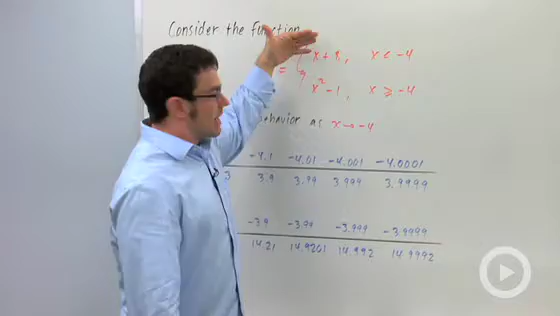 Consider the function
= { x + 8, x < -4
x² - 1, x ⩾ -4
behavior as x → -4
3 -4.1 -4.01 -4.001 -4.0001
3.9 3.99 3.999 3.9999
-3.9 -3.99 -3.999 -3.9999
14.21 14.9201 14.992 14.9992